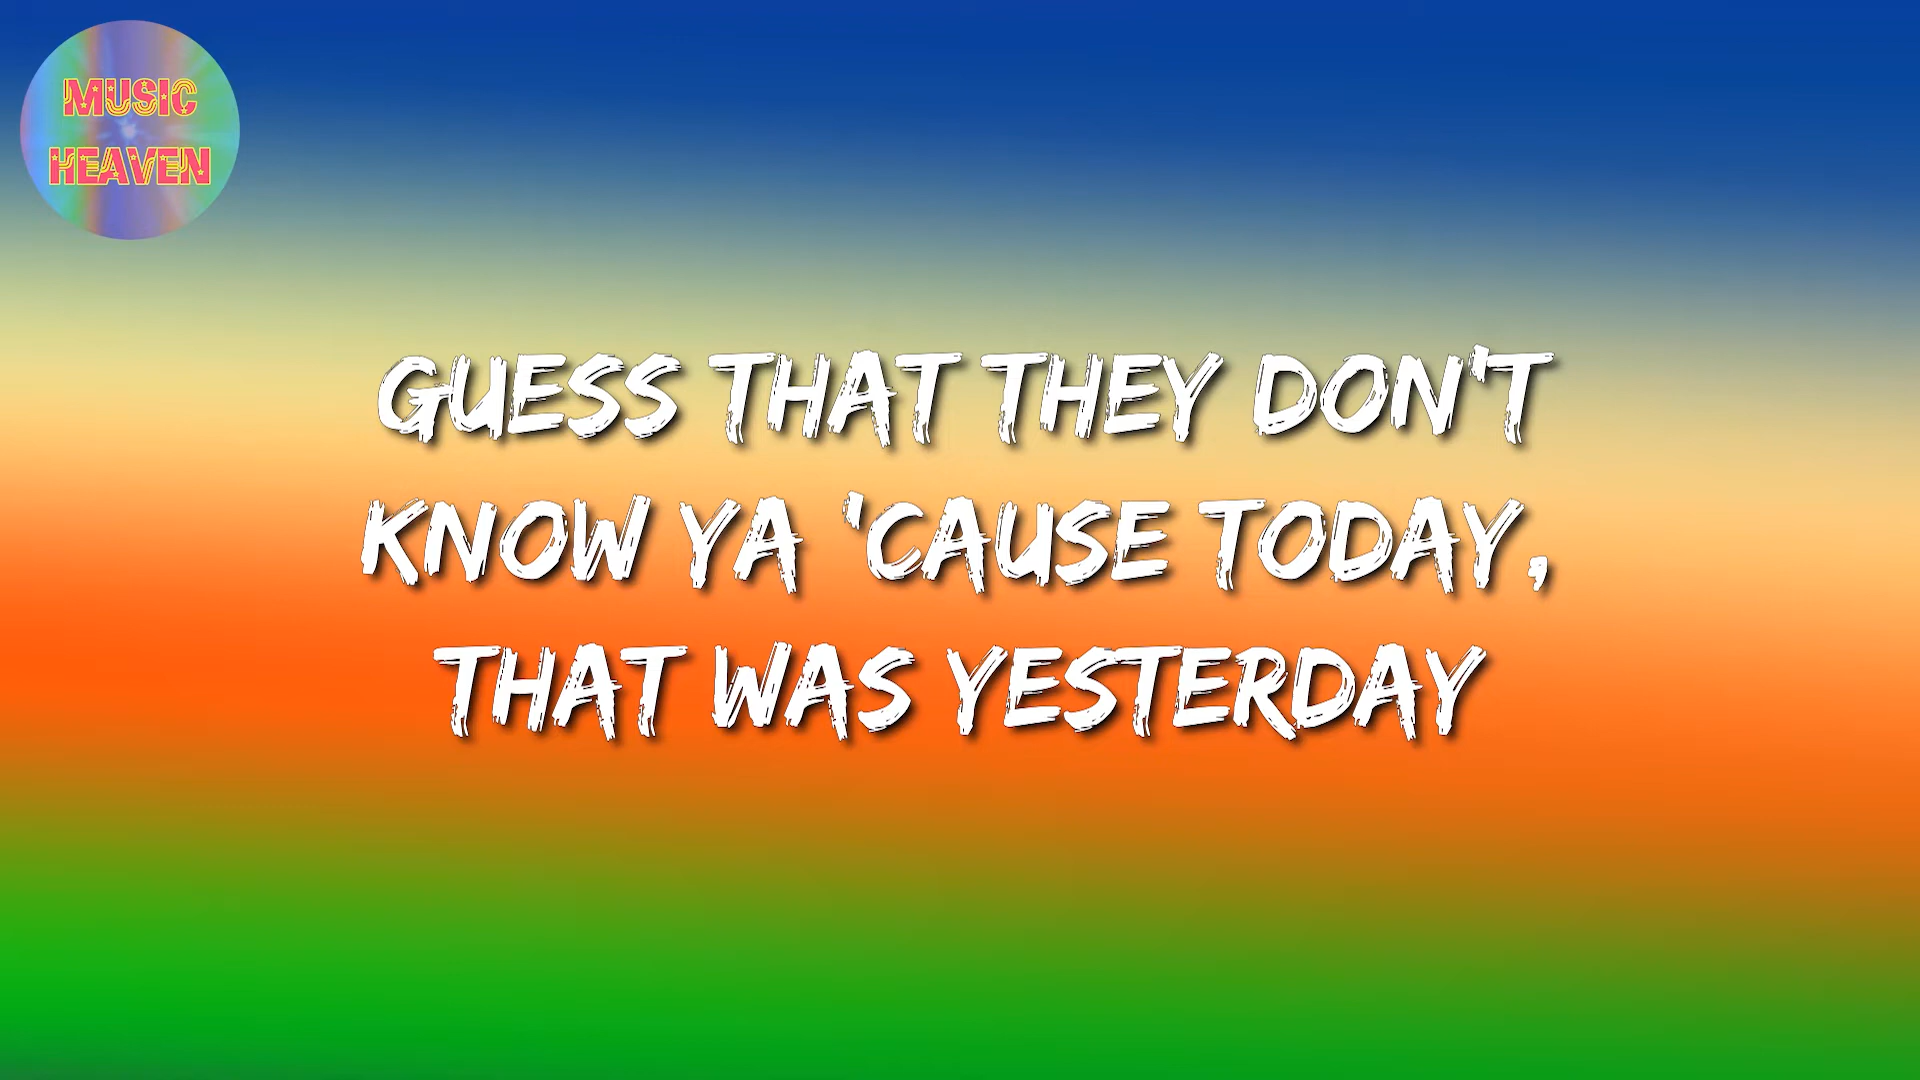 MUSIC
HEAVEN
GUESS THAT THEY DON'T
KNOW YA 'CAUSE TODAY,
THAT WAS YESTERDAY